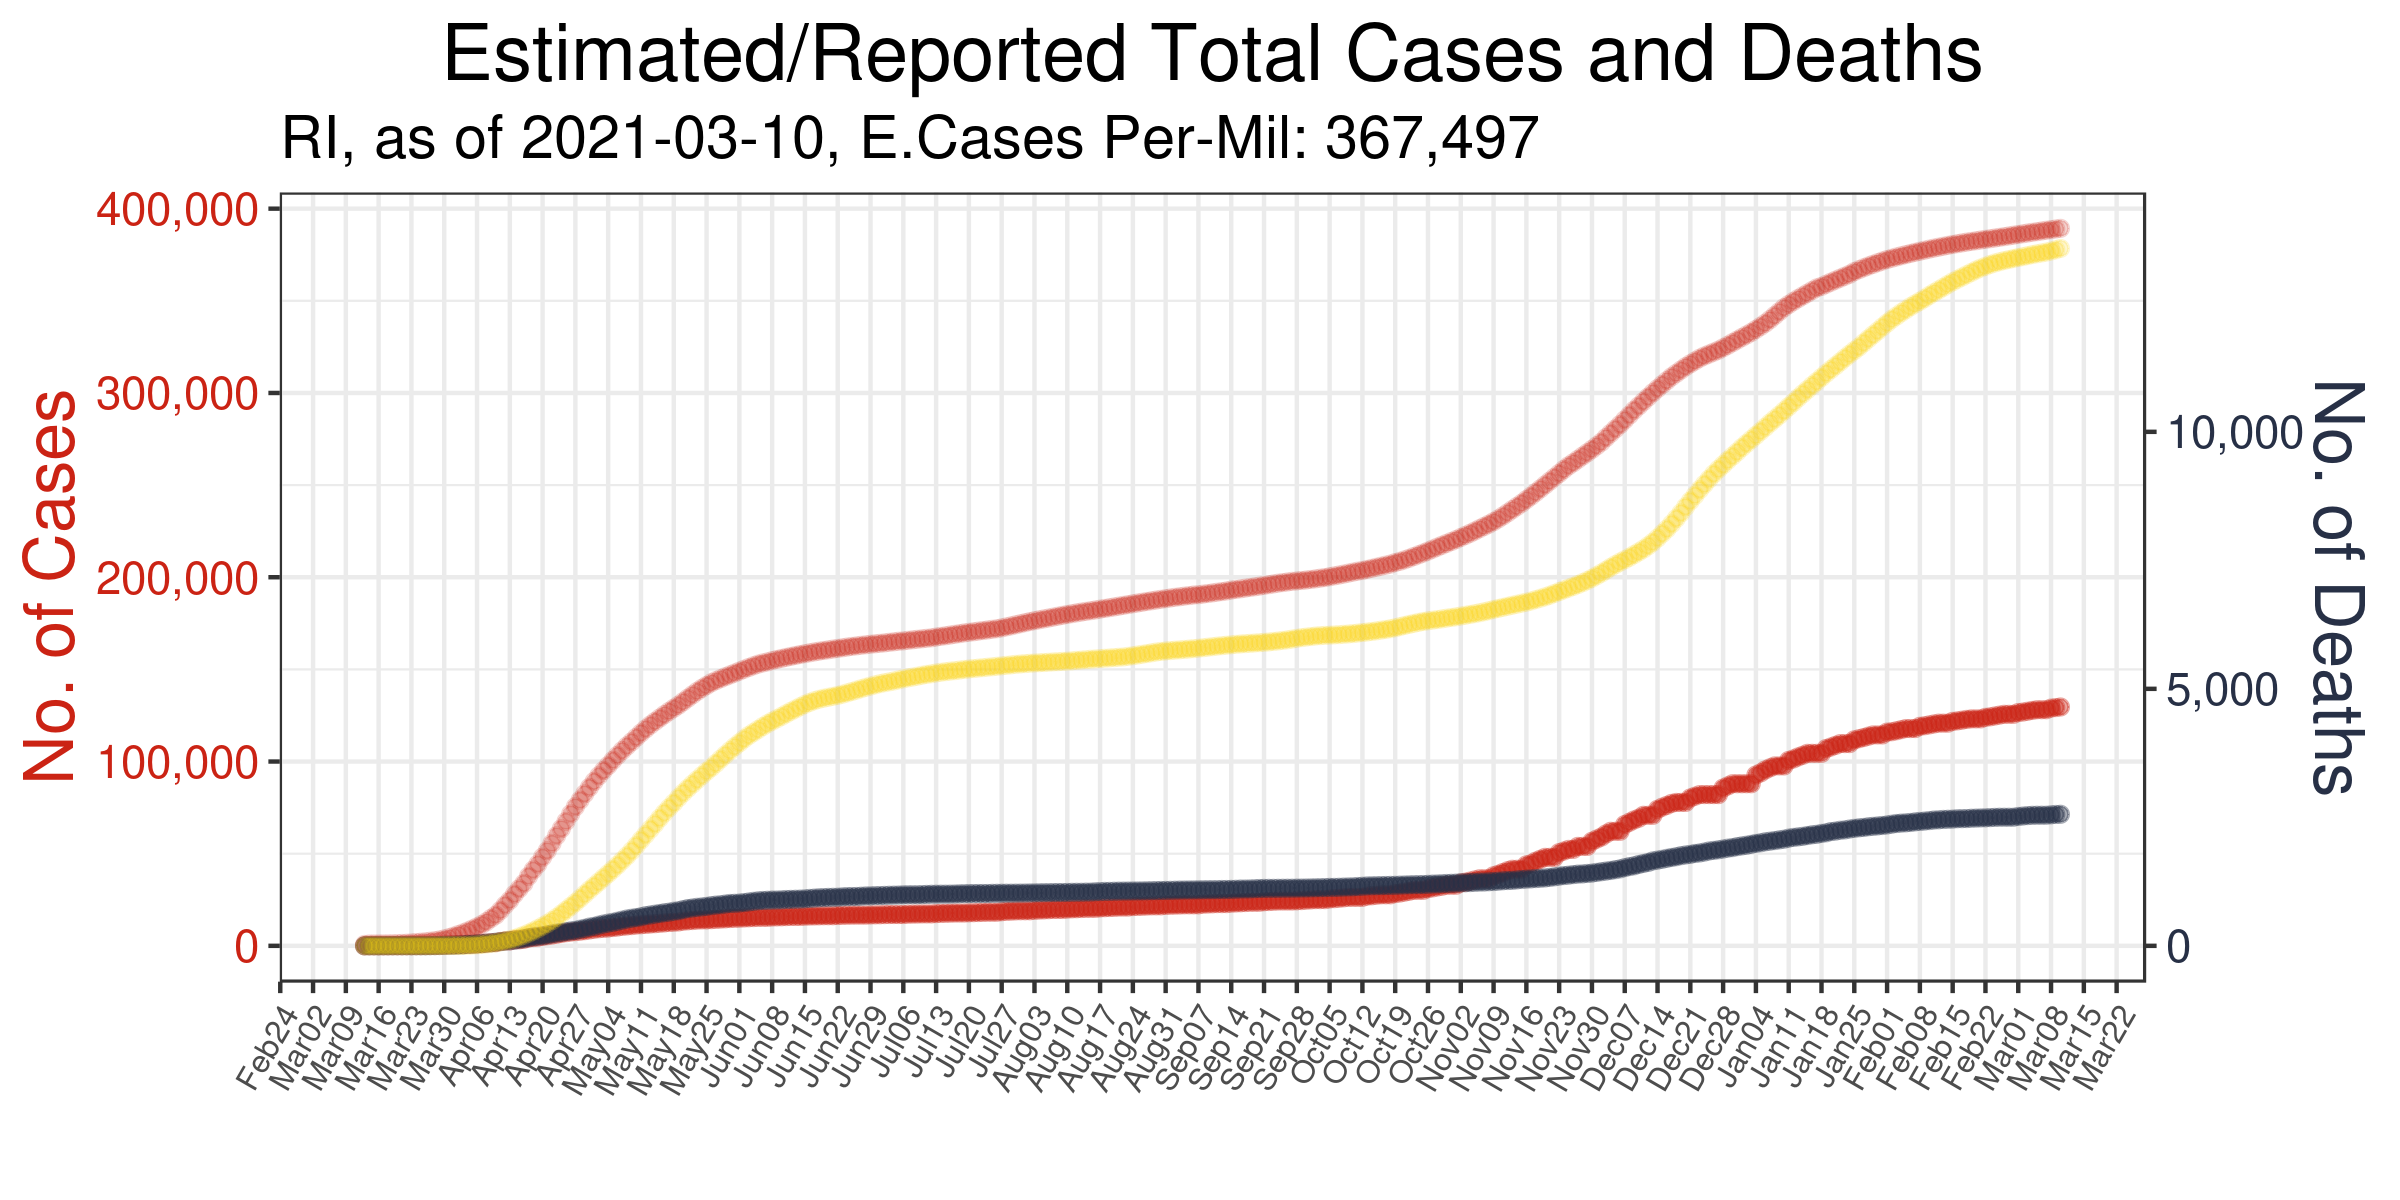 Estimated/Reported Total Cases and Deaths
RI, as of 2021-03-10, E.Cases Per-Mil: 367,497
No. of Cases
400,000
300,000
200,000
100,000
0
10,000
5,000
0
No. of Deaths
Feb24 Mar02 Mar09 Mar16 Mar23 Mar30 Apr06 Apr13 Apr20 Apr27 May04 May11 May18 May25 Jun01 Jun08 Jun15 Jun22 Jun29 Jul06 Jul13 Jul20 Jul27 Aug03 Aug10 Aug17 Aug24 Aug31 Sep07 Sep14 Sep21 Sep28 Oct05 Oct12 Oct19 Oct26 Nov02 Nov09 Nov16 Nov23 Nov30 Dec07 Dec14 Dec21 Dec28 Jan04 Jan11 Jan18 Jan25 Feb01 Feb08 Feb15 Feb22 Mar01 Mar08 Mar15 Mar22